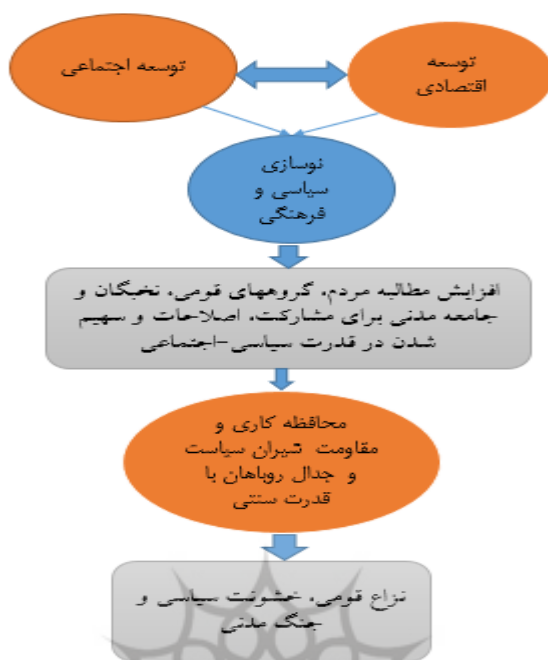 توسعه
اقتصادی
توسعه اجتماعی
نوسازی
سیاسی و
فرهنگی
افزایش مطالبه مردم، گروههای قومی، نخبگان و
جامعه مدنی برای مشارکت، اصلاحات و سهیم
شدن در قدرت سیاسی-اجتماعی
محافظه کاری و
مقاومت شیران سیاست
و جدال روباهان با
قدرت سنتی
نزاع قومی، خشونت سیاسی و
جنگ مدنی